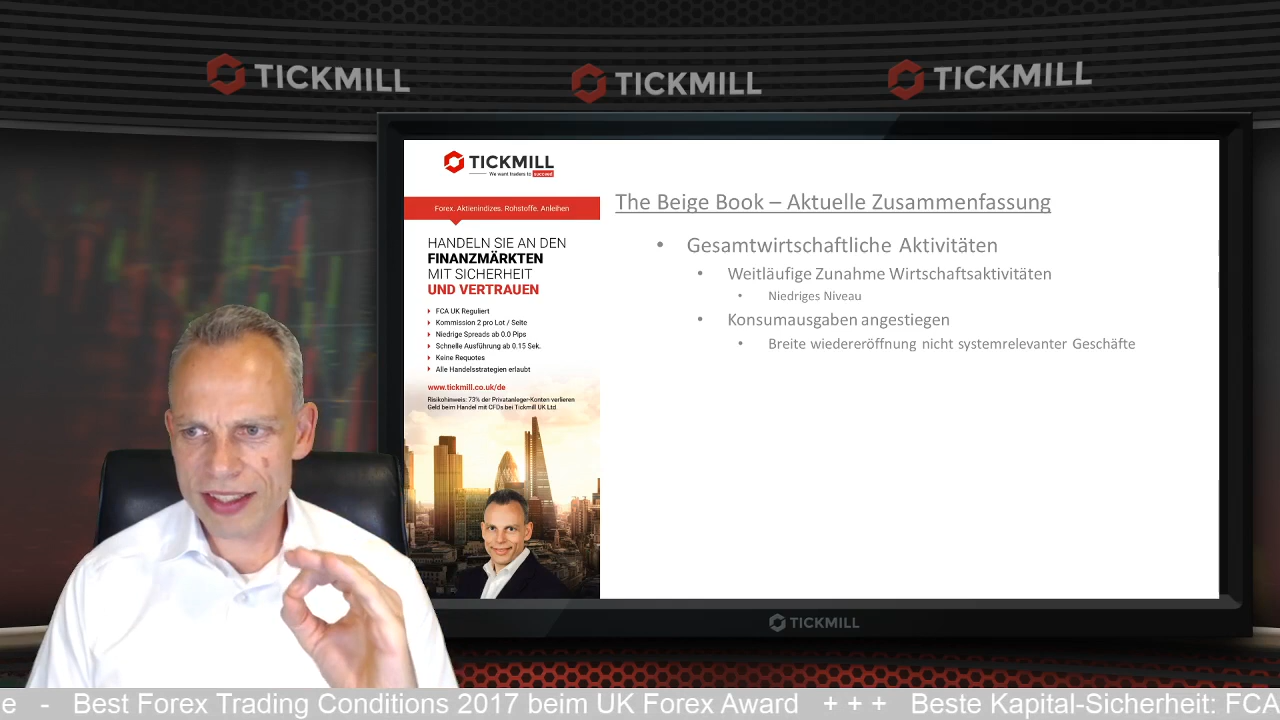 TICKMILL
TICKMILL
TICKMILL
TICKMILL
We want traders to succeed
Forex. Aktienindizes. Rohstoffe. Anleihen
HANDELN SIE AN DEN
FINANZMÄRKTEN
MIT SICHERHEIT
UND VERTRAUEN
FCA UK Reguliert
Kommission 2 pro Lot / Seite
Niedrige Spreads ab 0.0 Pips
Schnelle Ausführung ab 0.15 Sek.
Keine Requotes
Alle Handelsstrategien erlaubt
www.tickmill.co.uk/de
Risikohinweis: 73% der Privatanleger-Konten verlieren
Geld beim Handel mit CFDs bei Tickmill UK Ltd.
The Beige Book – Aktuelle Zusammenfassung
• Gesamtwirtschaftliche Aktivitäten
• Weitläufige Zunahme Wirtschaftsaktivitäten
• Niedriges Niveau
• Konsumausgaben angestiegen
• Breite wiedereröffnung nicht systemrelevanter Geschäfte
TICKMILL
e - Best Forex Trading Conditions 2017 beim UK Forex Award + + + Beste Kapital-Sicherheit: FCA